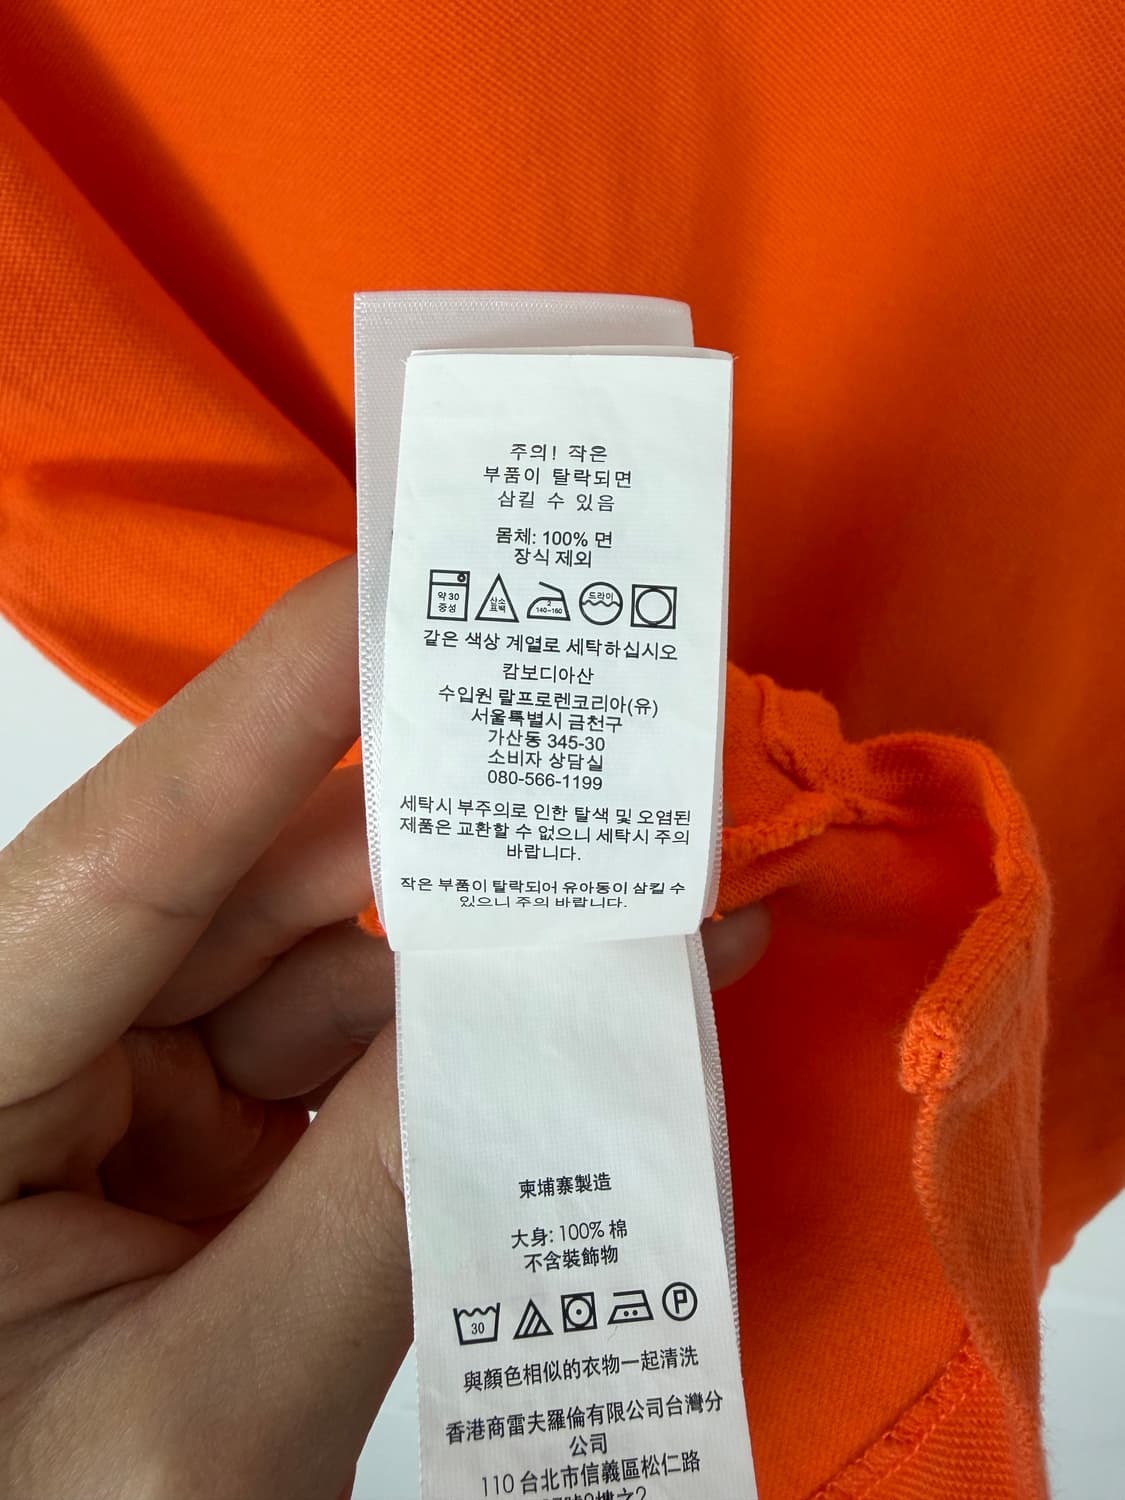 주의! 작은
부품이 탈락되면
삼킬 수 있음
몸체: 100% 면
장식 제외
약 30
중성
산소
표백
2
140~160
드라이
같은 색상 계열로 세탁하십시오
캄보디아산
수입원 랄프로렌코리아(유)
서울특별시 금천구
가산동 345-30
소비자 상담실
080-566-1199
세탁시 부주의로 인한 탈색 및 오염된
제품은 교환할 수 없으니 세탁시 주의
바랍니다.
작은 부품이 탈락되어 유아동이 삼킬 수
있으니 주의 바랍니다.
柬埔寨製造
大身: 100% 棉
不含裝飾物
30
P
與顏色相似的衣物一起清洗
香港商雷夫羅倫有限公司台灣分
公司
110 台北市信義區松仁路